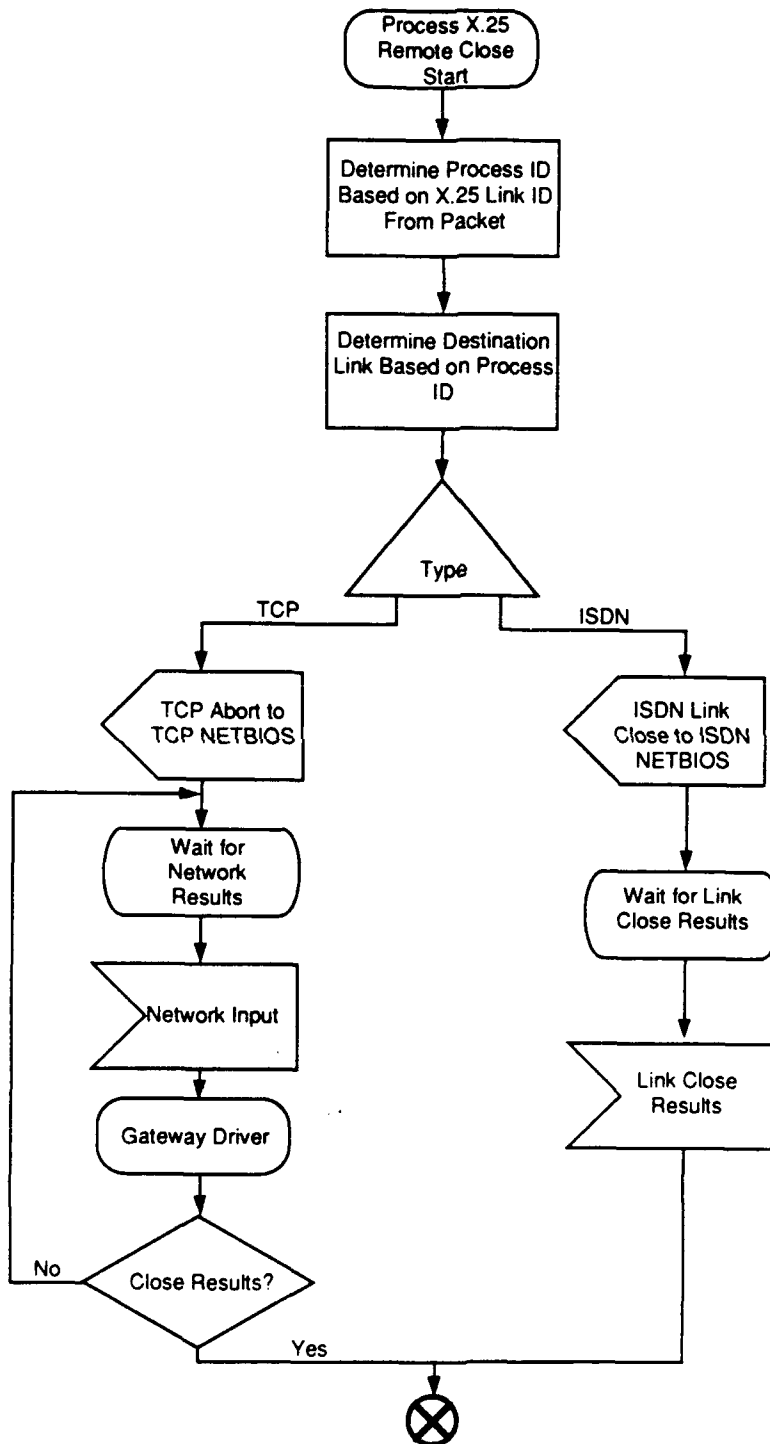 Process X.25
Remote Close
Start
Determine Process ID
Based on X.25 Link ID
From Packet
Determine Destination
Link Based on Process
ID
Type
TCP
ISDN
TCP Abort to
TCP NETBIOS
ISDN Link
Close to ISDN
NETBIOS
Wait for
Network
Results
Wait for Link
Close Results
Network Input
Link Close
Results
Gateway Driver
Close Results?
No
Yes